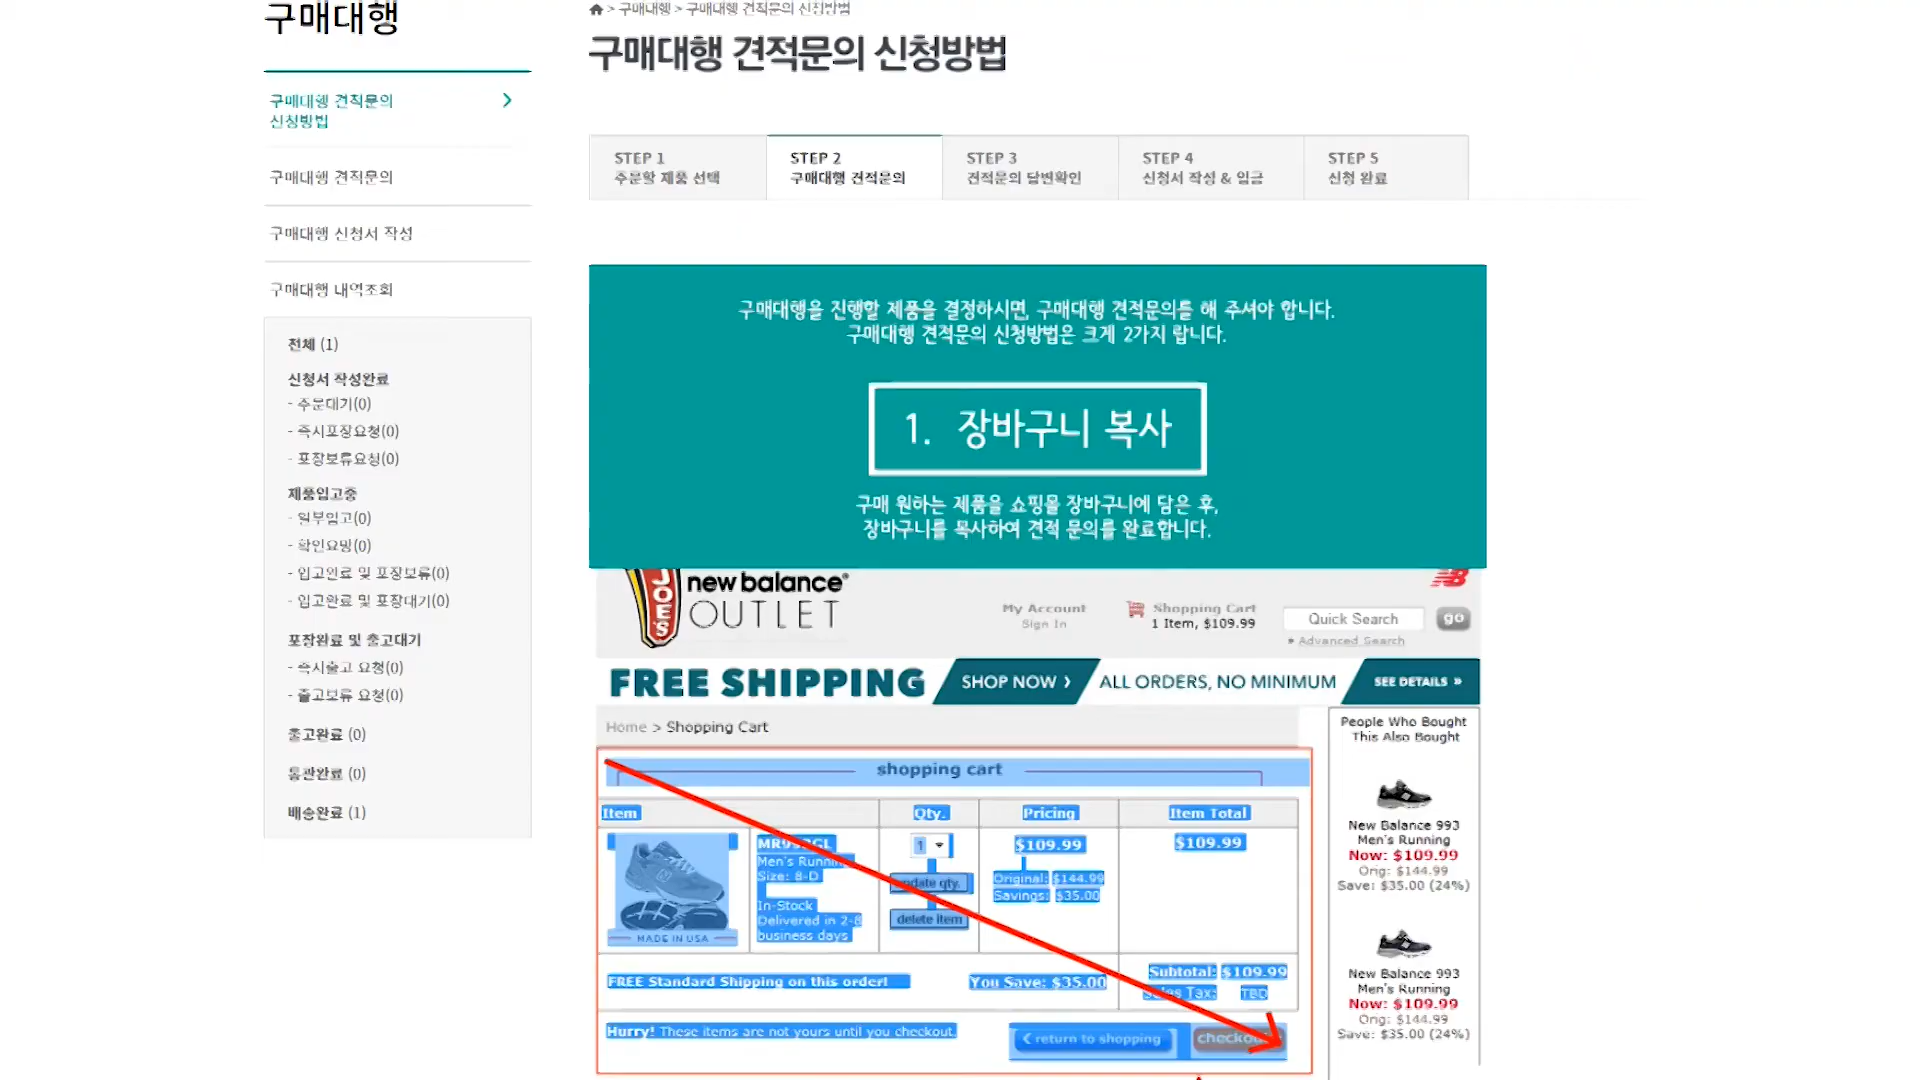 구매대행
구매대행 견적문의
신청방법
구매대행 견적문의
구매대행 신청서 작성
구매대행 내역조회
전체 (1)
신청서 작성완료
- 주문대기(0)
- 즉시포장요청(0)
- 포장보류요청(0)
제품입고중
- 일부입고(0)
- 확인요망(0)
- 입고완료 및 포장보류(0)
- 입고완료 및 포장대기(0)
포장완료 및 출고대기
- 즉시출고 요청(0)
- 출고보류 요청(0)
출고완료 (0)
통관완료 (0)
배송완료 (1)
> 구매대행 > 구매대행 견적문의 신청방법
구매대행 견적문의 신청방법
STEP 1
주문할 제품 선택
STEP 2
구매대행 견적문의
STEP 3
견적문의 답변확인
STEP 4
신청서 작성 & 입금
STEP 5
신청 완료
구매대행을 진행할 제품을 결정하시면, 구매대행 견적문의를 해 주셔야 합니다.
구매대행 견적문의 신청방법은 크게 2가지 랍니다.
1. 장바구니 복사
구매 원하는 제품을 쇼핑몰 장바구니에 담은 후,
장바구니를 복사하여 견적 문의를 완료합니다.
JOE'S
new balance®
OUTLET
My Account
Sign In
Shopping Cart
1 Item, $109.99
Quick Search
go
Advanced Search
NB
FREE SHIPPING
SHOP NOW ›
ALL ORDERS, NO MINIMUM
SEE DETAILS »
Home > Shopping Cart
shopping cart
Item
Qty.
Pricing
Item Total
MADE IN USA
Men's Running
Size: 8-D
In-Stock
Delivered in 2-8
business days
1
update qty.
delete item
$109.99
Original: $144.99
Savings: $35.00
$109.99
FREE Standard Shipping on this order!
You Save: $35.00
Subtotal: $109.99
Sales Tax: TBD
Hurry! These items are not yours until you checkout.
return to shopping
checkout
People Who Bought
This Also Bought
New Balance 993
Men's Running
Now: $109.99
Orig: $144.99
Save: $35.00 (24%)
New Balance 993
Men's Running
Now: $109.99
Orig: $144.99
Save: $35.00 (24%)